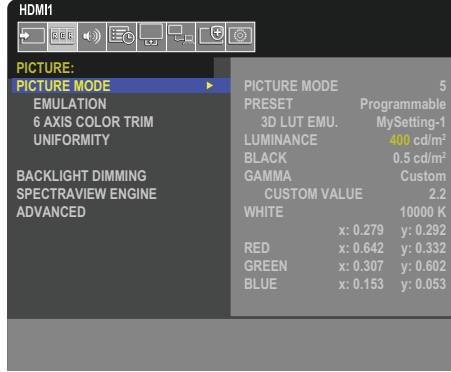 HDMI1
RGB
PICTURE:
PICTURE MODE
EMULATION
6 AXIS COLOR TRIM
UNIFORMITY
BACKLIGHT DIMMING
SPECTRAVIEW ENGINE
ADVANCED
PICTURE MODE 5
PRESET Programmable
3D LUT EMU. MySetting-1
LUMINANCE 400 cd/m²
BLACK 0.5 cd/m²
GAMMA Custom
CUSTOM VALUE 2.2
WHITE 10000 K
x: 0.279 y: 0.292
RED x: 0.642 y: 0.332
GREEN x: 0.307 y: 0.602
BLUE x: 0.153 y: 0.053